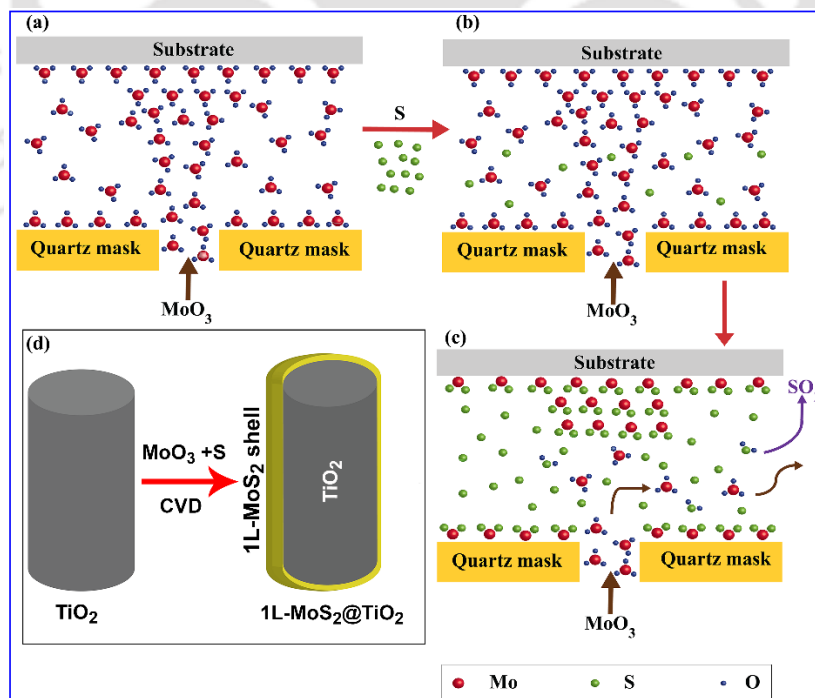 (a)
Substrate
Quartz mask
Quartz mask
MoO₃
S
(b)
Substrate
Quartz mask
Quartz mask
MoO₃
(c)
Substrate
SO₂
Quartz mask
Quartz mask
MoO₃
(d)
MoO₃ +S
CVD
TiO₂
1L-MoS₂ shell
TiO₂
1L-MoS₂@TiO₂
Mo
S
O